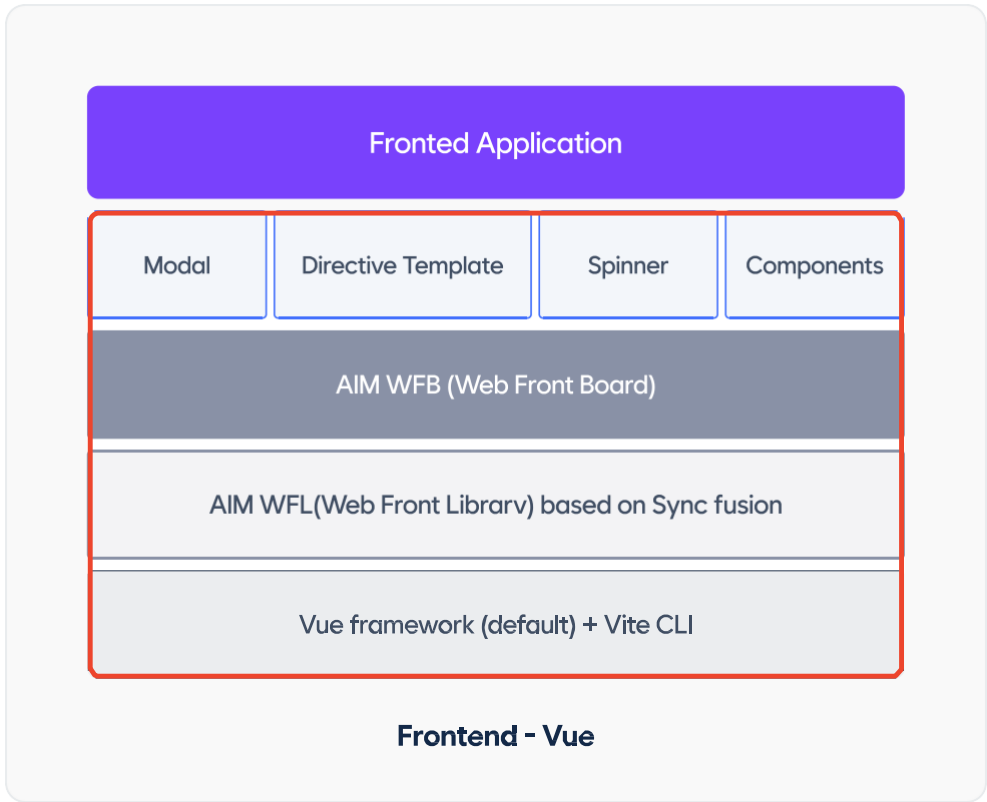 Fronted Application
Modal
Directive Template
Spinner
Components
AIM WFB (Web Front Board)
AIM WFL(Web Front Librarv) based on Sync fusion
Vue framework (default) + Vite CLI
Frontend - Vue